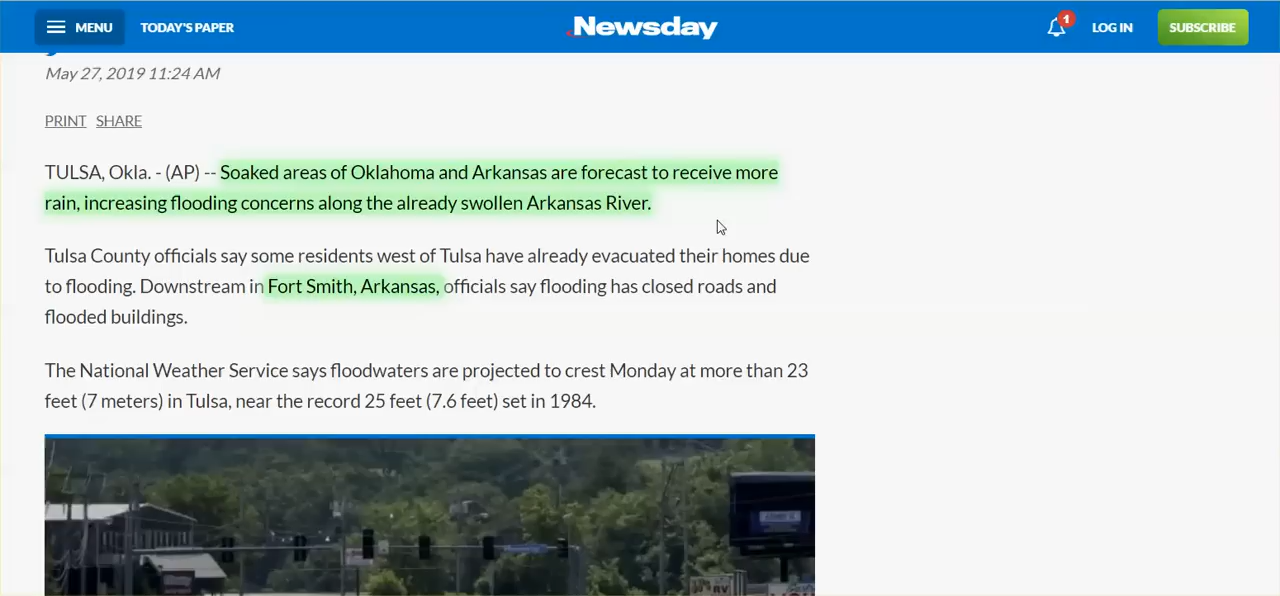 MENU
TODAY'S PAPER
Newsday
1
LOG IN
SUBSCRIBE
May 27, 2019 11:24 AM
PRINT SHARE
TULSA, Okla. - (AP) -- Soaked areas of Oklahoma and Arkansas are forecast to receive more
rain, increasing flooding concerns along the already swollen Arkansas River.
Tulsa County officials say some residents west of Tulsa have already evacuated their homes due
to flooding. Downstream in Fort Smith, Arkansas, officials say flooding has closed roads and
flooded buildings.
The National Weather Service says floodwaters are projected to crest Monday at more than 23
feet (7 meters) in Tulsa, near the record 25 feet (7.6 feet) set in 1984.